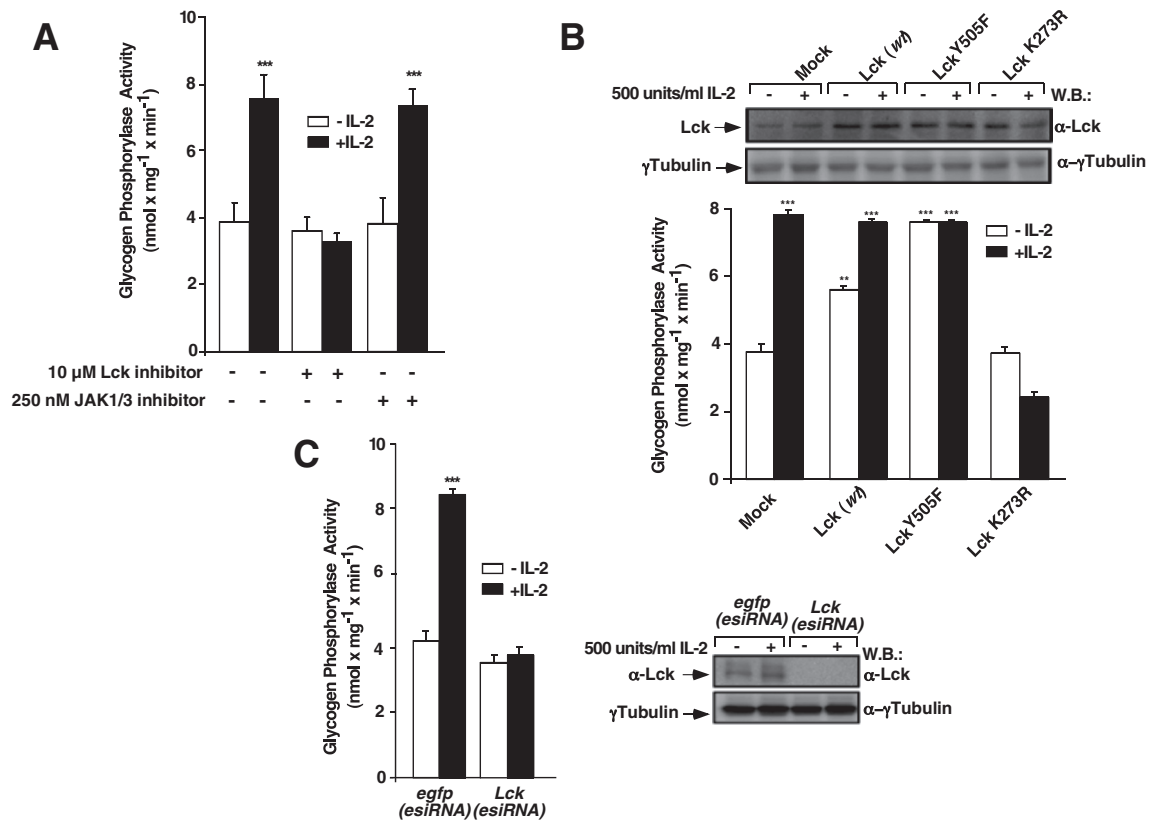 A
10
8
6
4
2
0
Glycogen Phosphorylase Activity
(nmol x mg⁻¹ x min⁻¹)
*** ***
- IL-2
+IL-2
10 µM Lck inhibitor - - + + - -
250 nM JAK1/3 inhibitor - - - - + +
B
Mock Lck (wt) Lck Y505F Lck K273R
500 units/ml IL-2 - + - + - + - + W.B.:
Lck α-Lck
γTubulin α-γTubulin
8
6
4
2
0
Glycogen Phosphorylase Activity
(nmol x mg⁻¹ x min⁻¹)
*** ** *** *** ***
- IL-2
+IL-2
Mock Lck (wt) Lck Y505F Lck K273R
C
10
8
6
4
2
0
Glycogen Phosphorylase Activity
(nmol x mg⁻¹ x min⁻¹)
***
- IL-2
+IL-2
egfp Lck
(esiRNA) (esiRNA)
egfp Lck
(esiRNA) (esiRNA)
500 units/ml IL-2 - + - + W.B.:
α-Lck α-Lck
γTubulin α-γTubulin